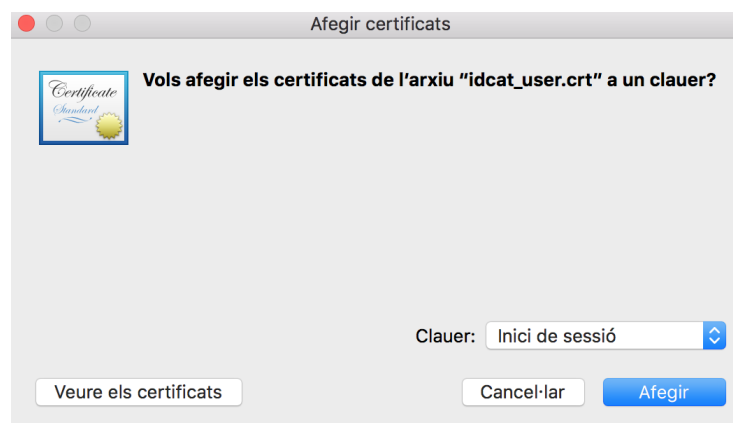 Afegir certificats
Certificate
Standard
Vols afegir els certificats de l’arxiu “idcat_user.crt” a un clauer?
Clauer: Inici de sessió
Veure els certificats Cancel·lar Afegir